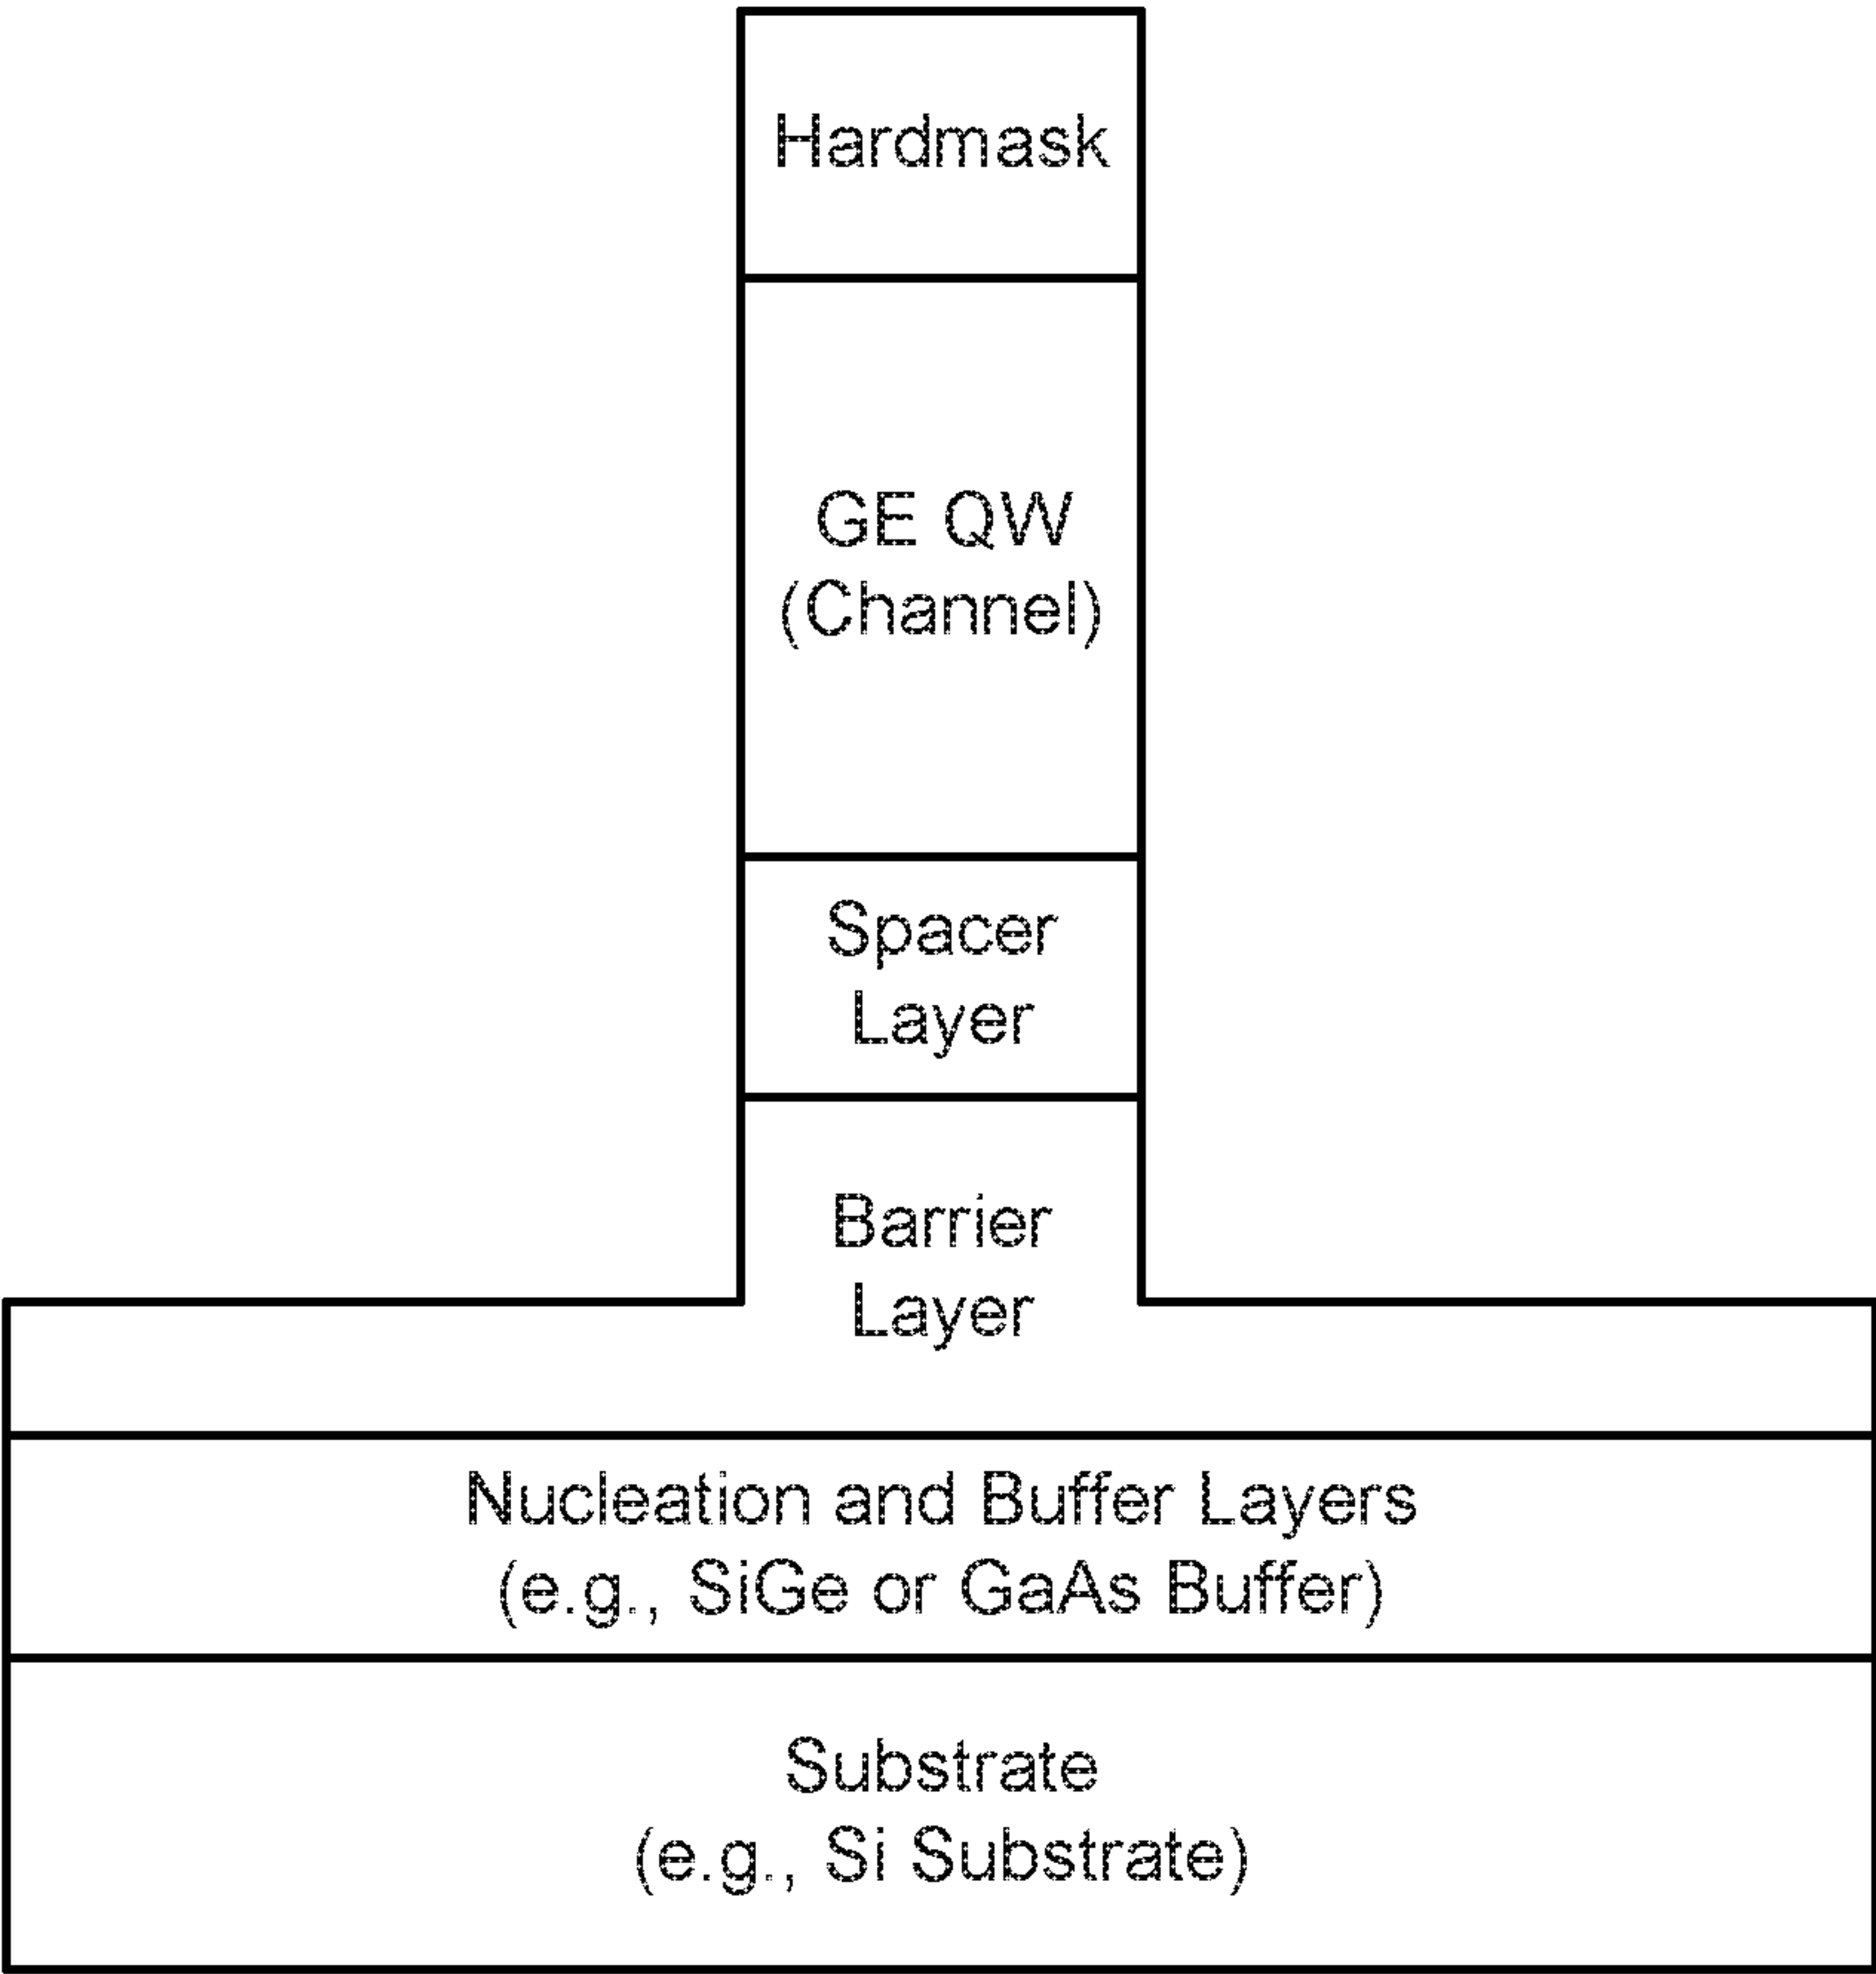 Hardmask
GE QW
(Channel)
Spacer
Layer
Barrier
Layer
Nucleation and Buffer Layers
(e.g., SiGe or GaAs Buffer)
Substrate
(e.g., Si Substrate)